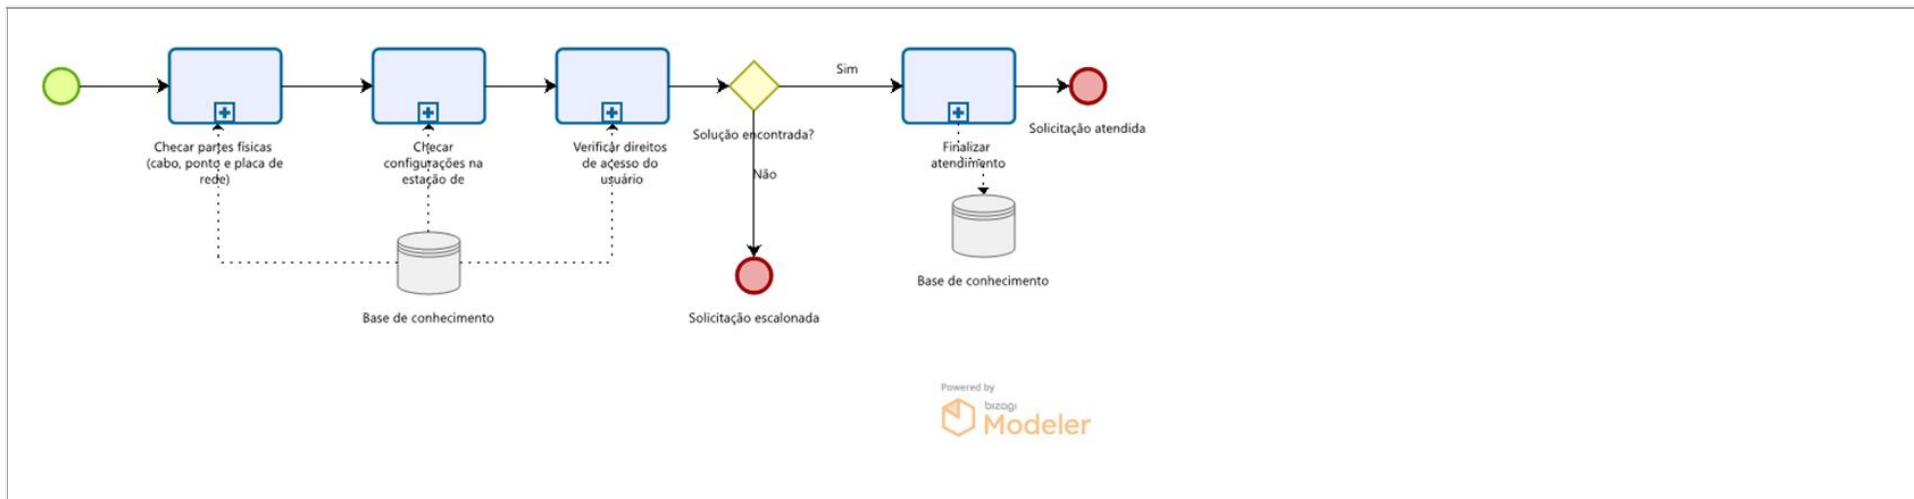 Sim
Solução encontrada?
Solicitação atendida
Checar partes físicas
(cabo, ponto e placa de
rede)
Checar
configurações na
estação de
Verificar direitos
de acesso do
usuário
Finalizar
atendimento
Não
Base de conhecimento
Base de conhecimento
Solicitação escalonada
Powered by
bizagi
Modeler